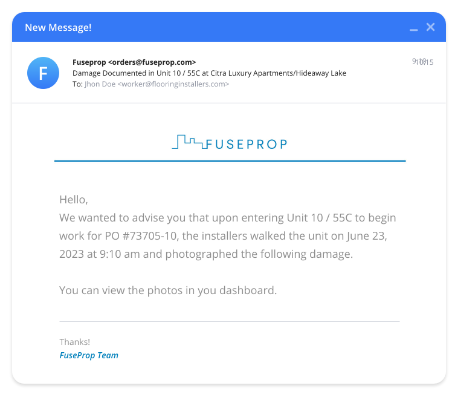 New Message!
F
Fuseprop <orders@fuseprop.com>
Damage Documented in Unit 10 / 55C at Citra Luxury Apartments/Hideaway Lake
To: Jhon Doe <worker@flooringinstallers.com>
FUSEPROP
Hello,
We wanted to advise you that upon entering Unit 10 / 55C to begin
work for PO #73705-10, the installers walked the unit on June 23,
2023 at 9:10 am and photographed the following damage.
You can view the photos in you dashboard.
Thanks!
FuseProp Team